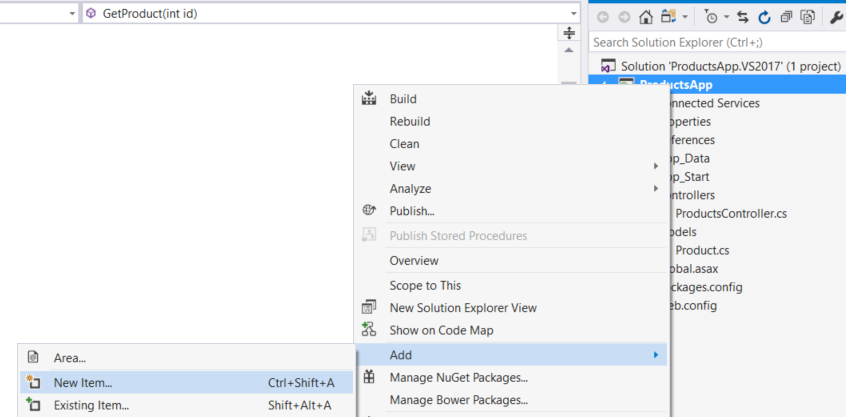 GetProduct(int id)
Search Solution Explorer (Ctrl+;)
Solution 'ProductsApp.VS2017' (1 project)
ProductsApp
Build
nnected Services
Rebuild
operties
Clean
ferences
View
p_Data
Analyze
p_Start
ntrollers
Publish...
ProductsController.cs
Publish Stored Procedures
odels
Product.cs
Overview
obal.asax
Scope to This
ckages.config
New Solution Explorer View
eb.config
Show on Code Map
Area...
Add
New Item... Ctrl+Shift+A
Manage NuGet Packages...
Existing Item... Shift+Alt+A
Manage Bower Packages...